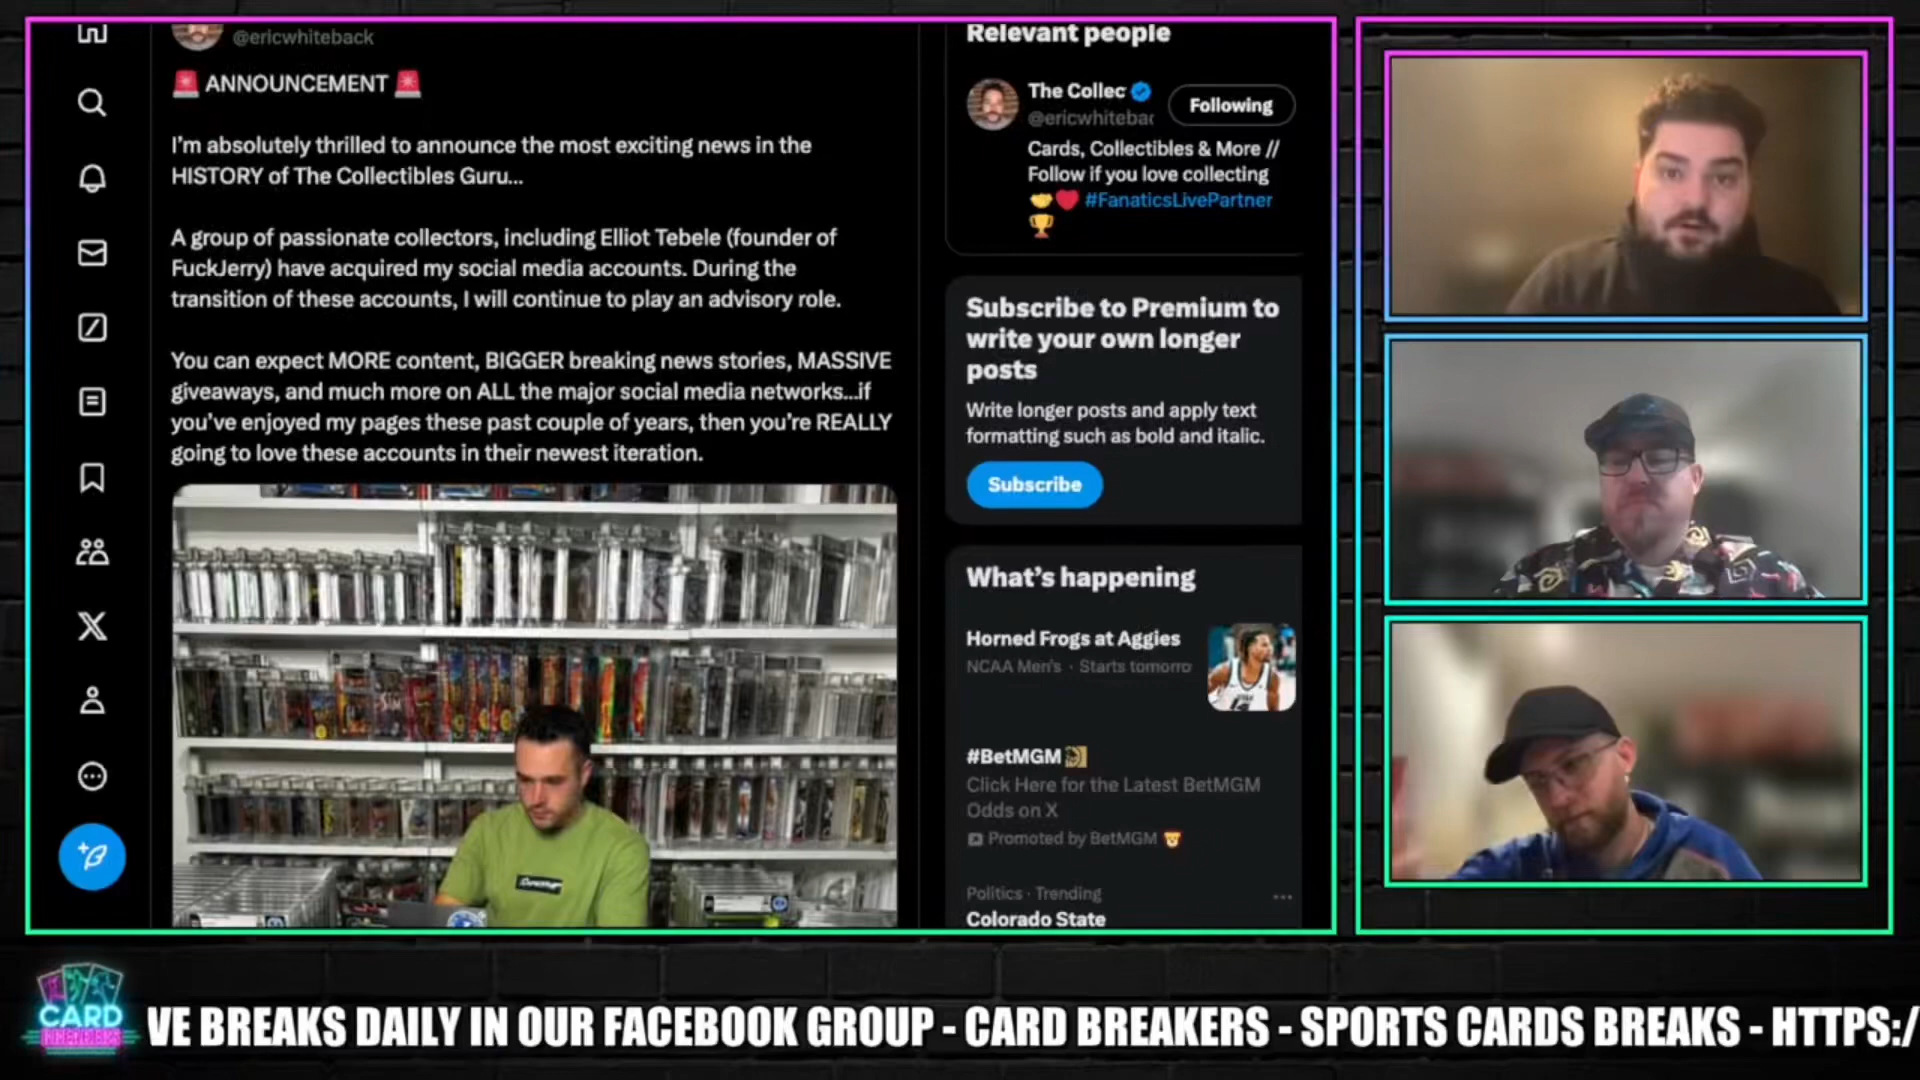 @ericwhiteback
🚨 ANNOUNCEMENT 🚨
I'm absolutely thrilled to announce the most exciting news in the
HISTORY of The Collectibles Guru...
A group of passionate collectors, including Elliot Tebele (founder of
FuckJerry) have acquired my social media accounts. During the
transition of these accounts, I will continue to play an advisory role.
You can expect MORE content, BIGGER breaking news stories, MASSIVE
giveaways, and much more on ALL the major social media networks...if
you've enjoyed my pages these past couple of years, then you're REALLY
going to love these accounts in their newest iteration.
Relevant people
The Collec
@ericwhitebac
Following
Cards, Collectibles & More //
Follow if you love collecting
🤝❤️ #FanaticsLivePartner
🏆
Subscribe to Premium to
write your own longer
posts
Write longer posts and apply text
formatting such as bold and italic.
Subscribe
What's happening
Horned Frogs at Aggies
NCAA Men's · Starts tomorro
#BetMGM
Click Here for the Latest BetMGM
Odds on X
Promoted by BetMGM
Politics · Trending
Colorado State
CARD
BREAKERS
VE BREAKS DAILY IN OUR FACEBOOK GROUP - CARD BREAKERS - SPORTS CARDS BREAKS - HTTPS:/